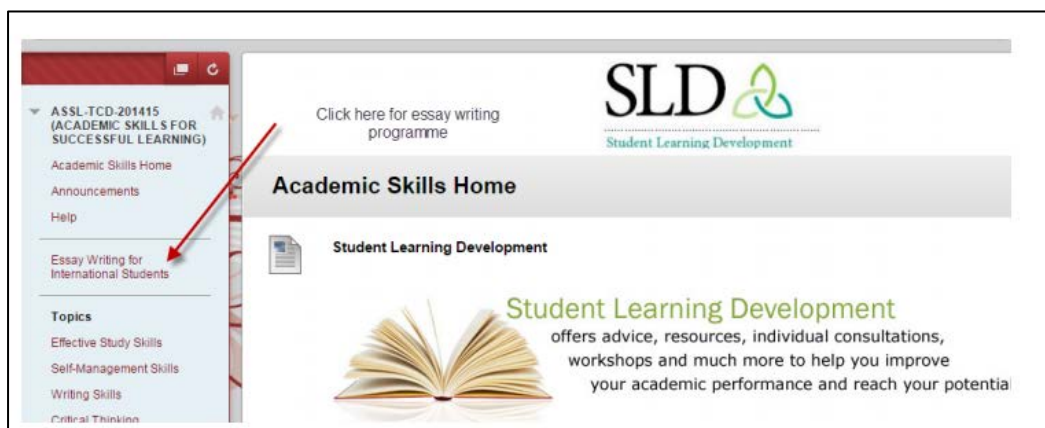 ASSL-TCD-201415
(ACADEMIC SKILLS FOR
SUCCESSFUL LEARNING)
Academic Skills Home
Announcements
Help
Essay Writing for
International Students
Topics
Effective Study Skills
Self-Management Skills
Writing Skills
Critical Thinking
Click here for essay writing
programme
SLD
Student Learning Development
Academic Skills Home
Student Learning Development
Student Learning Development
offers advice, resources, individual consultations,
workshops and much more to help you improve
your academic performance and reach your potential